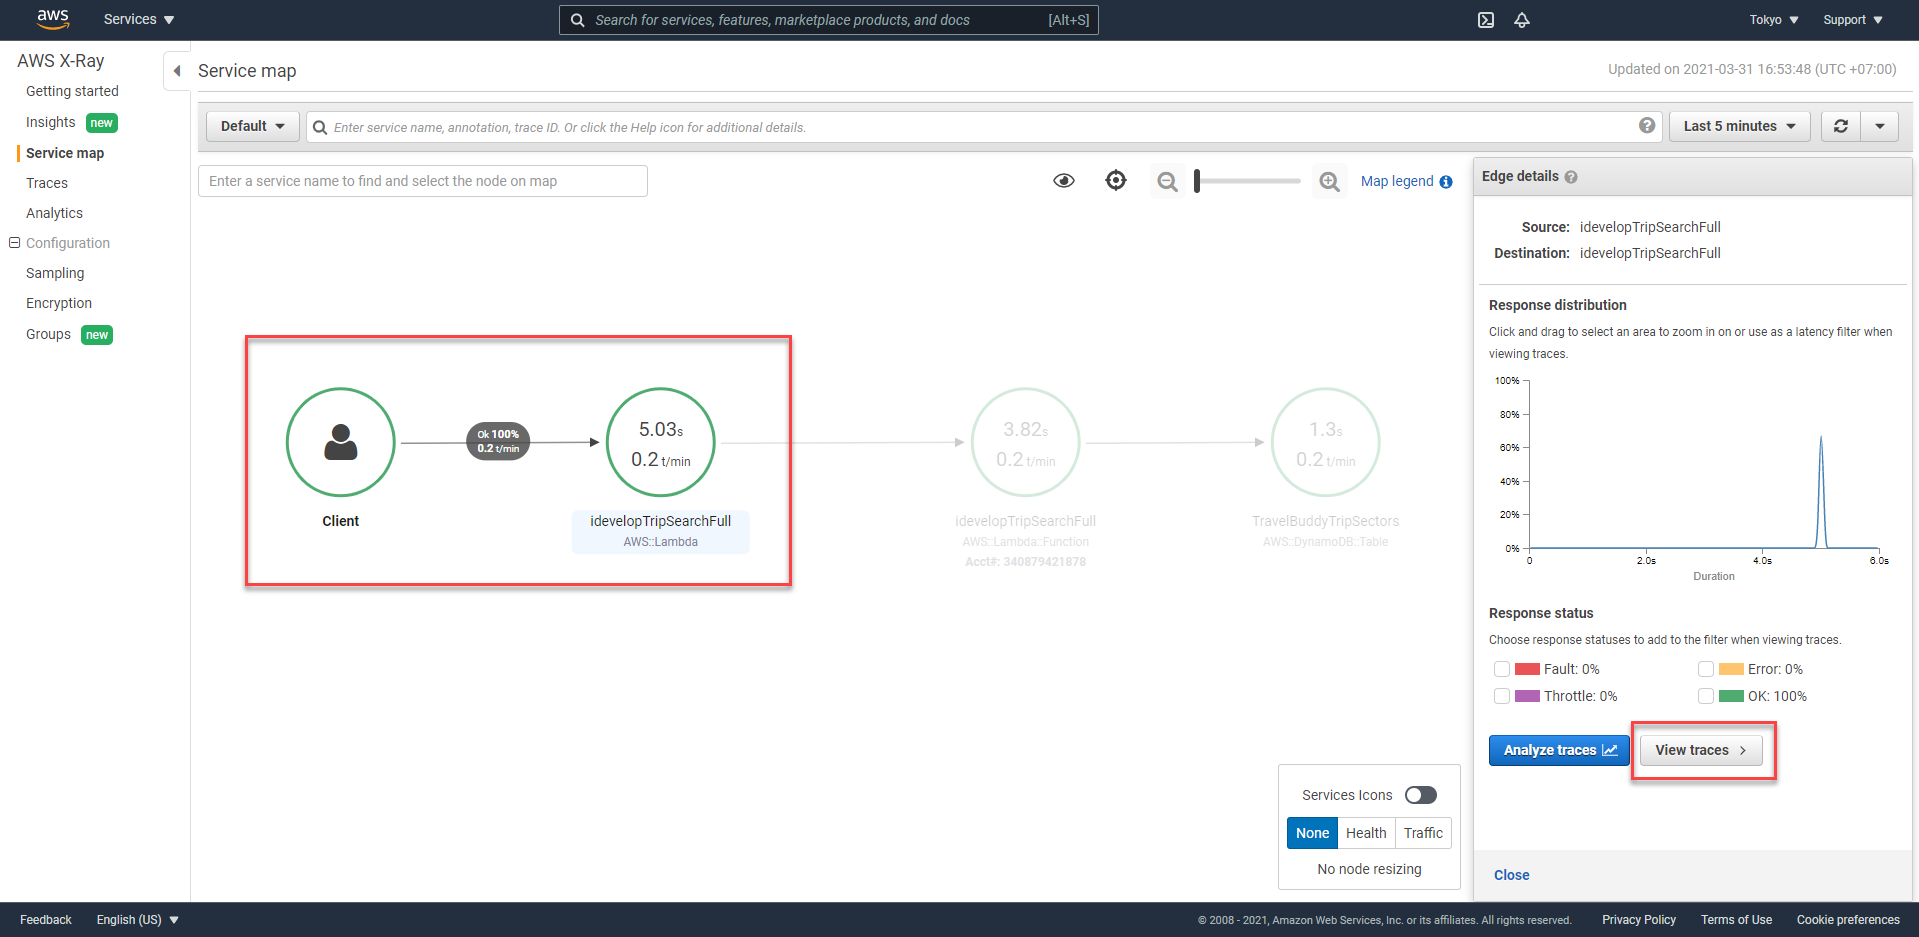 aws
Services
Search for services, features, marketplace products, and docs
[Alt+S]
Tokyo
Support
AWS X-Ray
Getting started
Insights new
Service map
Traces
Analytics
Configuration
Sampling
Encryption
Groups new
Service map
Updated on 2021-03-31 16:53:48 (UTC +07:00)
Default
Enter service name, annotation, trace ID. Or click the Help icon for additional details.
?
Last 5 minutes
Enter a service name to find and select the node on map
Map legend i
Client
Ok 100%
0.2 t/min
5.03s
0.2 t/min
idevelopTripSearchFull
AWS::Lambda
3.82s
0.2 t/min
idevelopTripSearchFull
AWS::Lambda::Function
Acct#: 340879421878
1.3s
0.2 t/min
TravelBuddyTripSectors
AWS::DynamoDB::Table
Services Icons
None
Health
Traffic
No node resizing
Edge details ?
Source: idevelopTripSearchFull
Destination: idevelopTripSearchFull
Response distribution
Click and drag to select an area to zoom in on or use as a latency filter when
viewing traces.
100%
80%
60%
40%
20%
0%
0
2.0s
4.0s
6.0s
Duration
Response status
Choose response statuses to add to the filter when viewing traces.
Fault: 0%
Error: 0%
Throttle: 0%
OK: 100%
Analyze traces
View traces
Close
Feedback
English (US)
© 2008 - 2021, Amazon Web Services, Inc. or its affiliates. All rights reserved.
Privacy Policy
Terms of Use
Cookie preferences